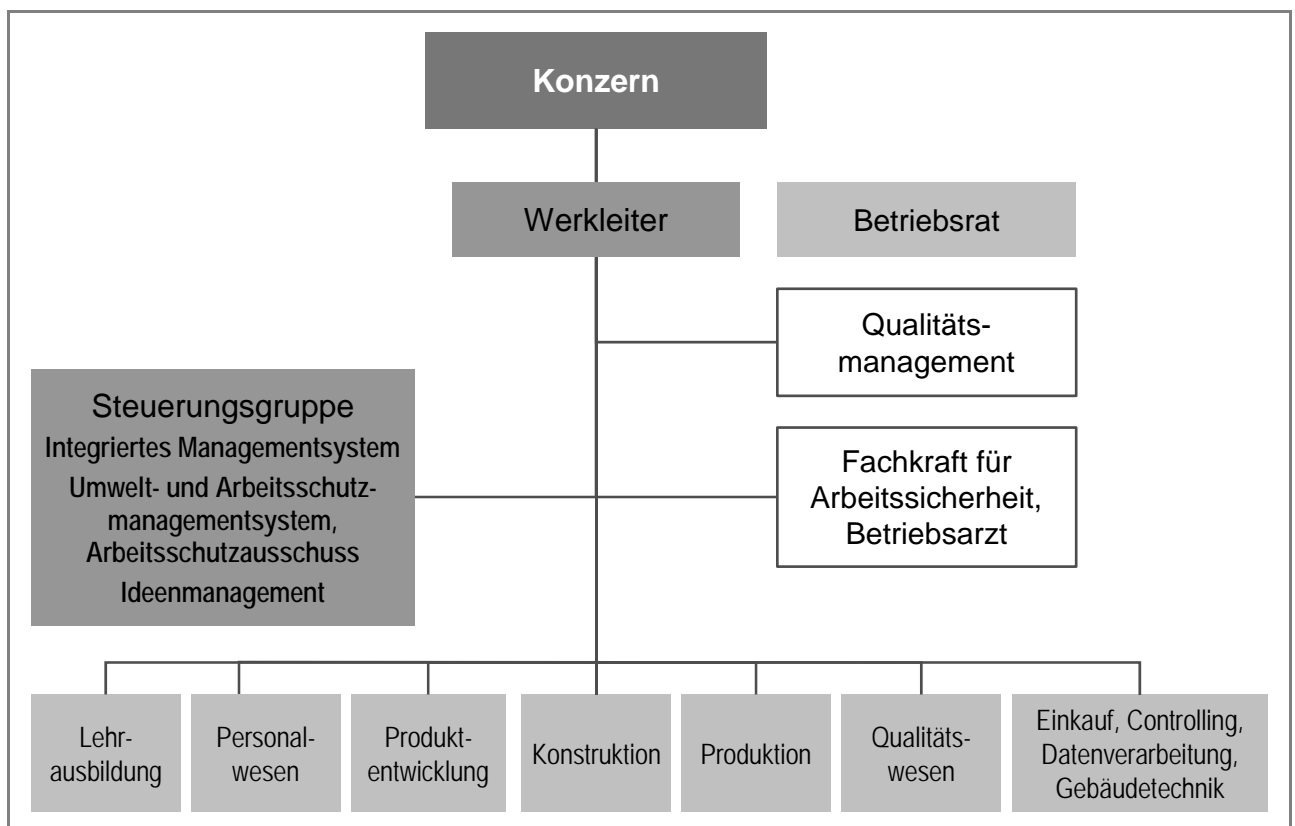 Konzern
Werkleiter
Betriebsrat
Qualitäts-
management
Steuerungsgruppe
Integriertes Managementsystem
Umwelt- und Arbeitsschutz-
managementsystem,
Arbeitsschutzausschuss
Ideenmanagement
Fachkraft für
Arbeitssicherheit,
Betriebsarzt
Lehr-
ausbildung
Personal-
wesen
Produkt-
entwicklung
Konstruktion
Produktion
Qualitäts-
wesen
Einkauf, Controlling,
Datenverarbeitung,
Gebäudetechnik